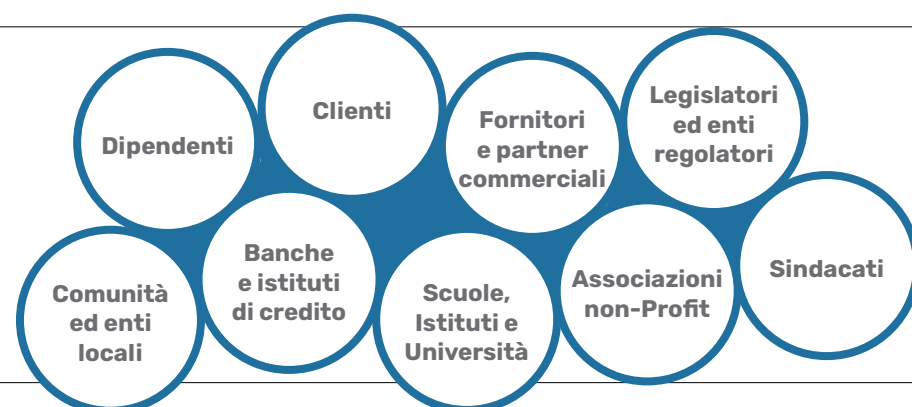 Dipendenti
Clienti
Fornitori
e partner
commerciali
Legislatori
ed enti
regolatori
Comunità
ed enti
locali
Banche
e istituti
di credito
Scuole,
Istituti e
Università
Associazioni
non-Profit
Sindacati